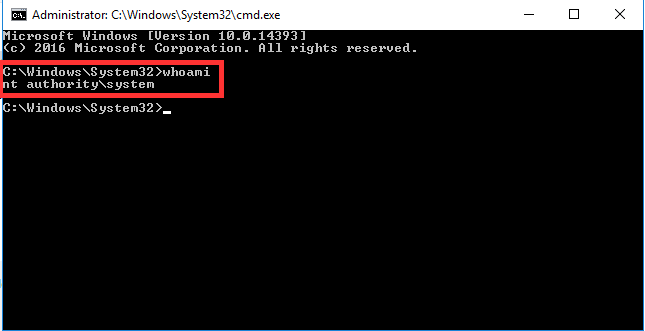 Administrator: C:\Windows\System32\cmd.exe
Microsoft Windows [Version 10.0.14393]
(c) 2016 Microsoft Corporation. All rights reserved.
C:\Windows\System32>whoami
nt authority\system
C:\Windows\System32>_